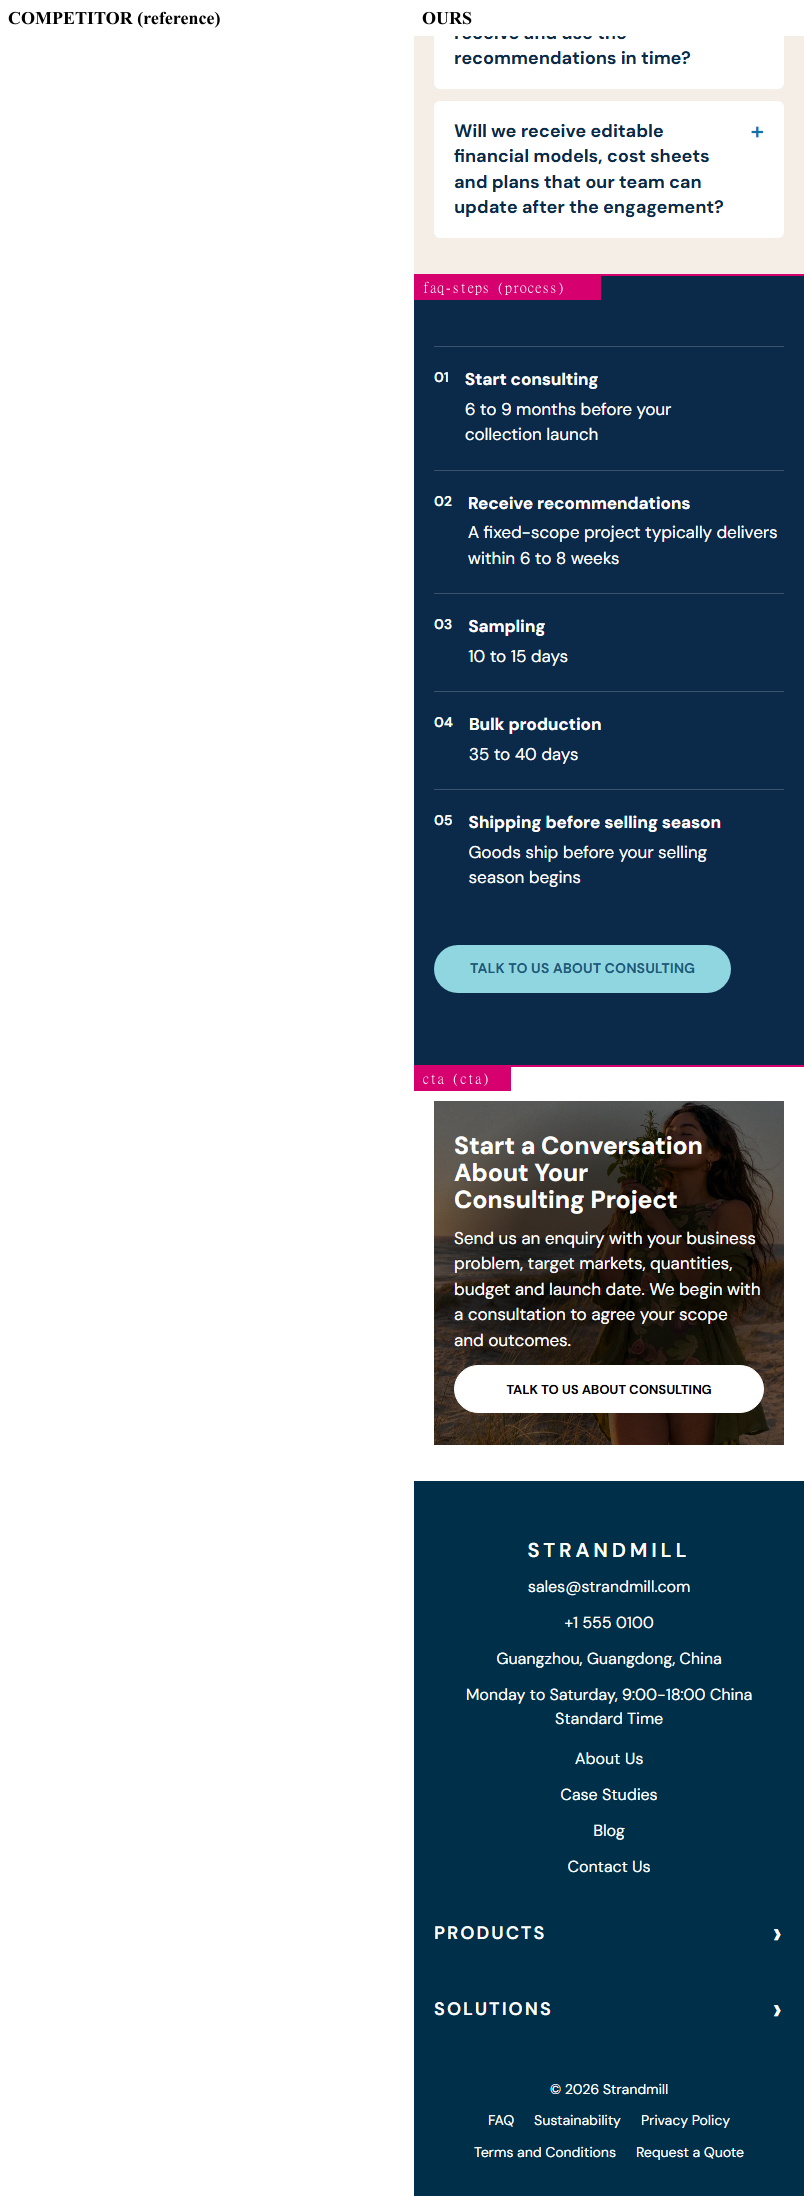 COMPETITOR (reference)
OURS
recommendations in time?
Will we receive editable
financial models, cost sheets
and plans that our team can
update after the engagement?
+
faq-steps (process)
01 Start consulting
6 to 9 months before your
collection launch
02 Receive recommendations
A fixed-scope project typically delivers
within 6 to 8 weeks
03 Sampling
10 to 15 days
04 Bulk production
35 to 40 days
05 Shipping before selling season
Goods ship before your selling
season begins
TALK TO US ABOUT CONSULTING
cta (cta)
Start a Conversation
About Your
Consulting Project
Send us an enquiry with your business
problem, target markets, quantities,
budget and launch date. We begin with
a consultation to agree your scope
and outcomes.
TALK TO US ABOUT CONSULTING
STRANDMILL
sales@strandmill.com
+1 555 0100
Guangzhou, Guangdong, China
Monday to Saturday, 9:00-18:00 China
Standard Time
About Us
Case Studies
Blog
Contact Us
PRODUCTS
SOLUTIONS
© 2026 Strandmill
FAQ Sustainability Privacy Policy
Terms and Conditions Request a Quote